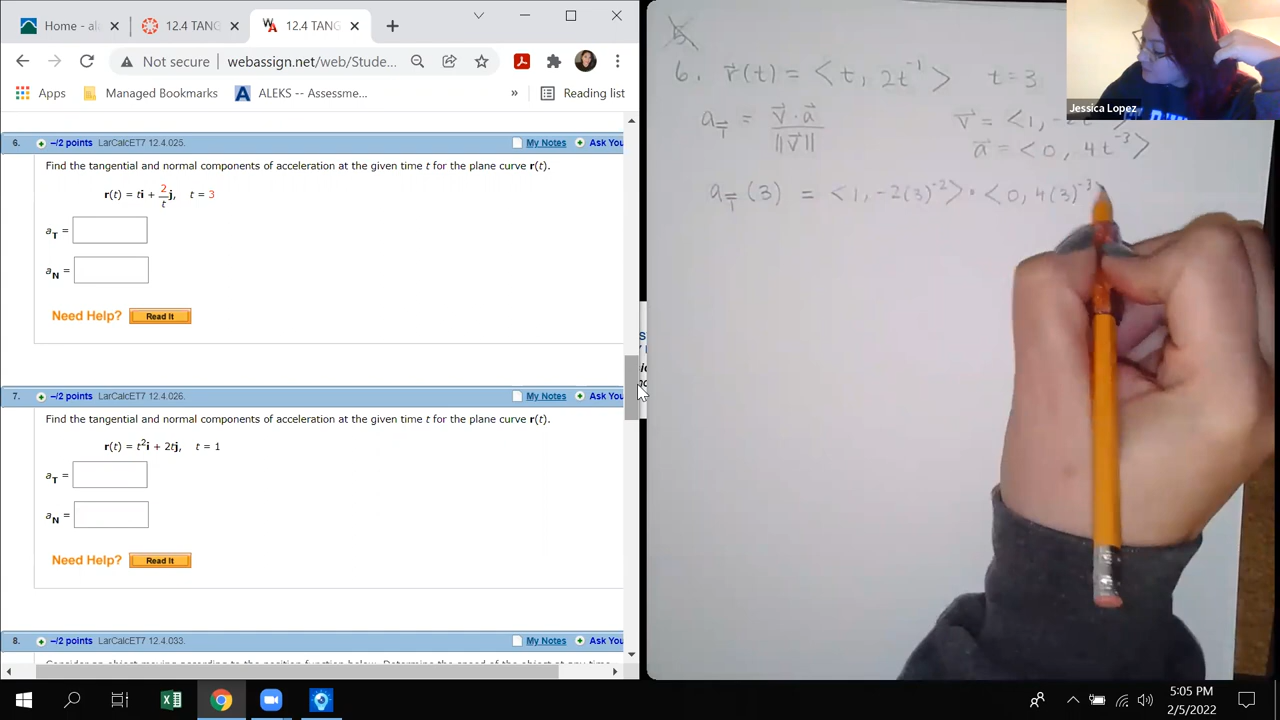 Home - ale
12.4 TANG
12.4 TANG
Not secure
webassign.net/web/Stude...
Apps
Managed Bookmarks
ALEKS -- Assessme...
»
Reading list
6.
–/2 points
LarCalcET7 12.4.025.
My Notes
Ask You
Find the tangential and normal components of acceleration at the given time t for the plane curve r(t).
r(t) = ti + 2/t j, t = 3
aT =
aN =
Need Help?
Read It
7.
–/2 points
LarCalcET7 12.4.026.
My Notes
Ask You
Find the tangential and normal components of acceleration at the given time t for the plane curve r(t).
r(t) = t²i + 2tj, t = 1
aT =
aN =
Need Help?
Read It
8.
–/2 points
LarCalcET7 12.4.033.
My Notes
Ask You
6. r⃗(t) = <t, 2t⁻¹> t = 3
a_T⃗ = v⃗ · a⃗ / ||v⃗||
v⃗ = <1, -2t
a⃗ = <0, 4t⁻³>
a_T⃗ (3) = <1, -2(3)⁻²> · <0, 4(3)⁻³>
Jessica Lopez
5:05 PM
2/5/2022